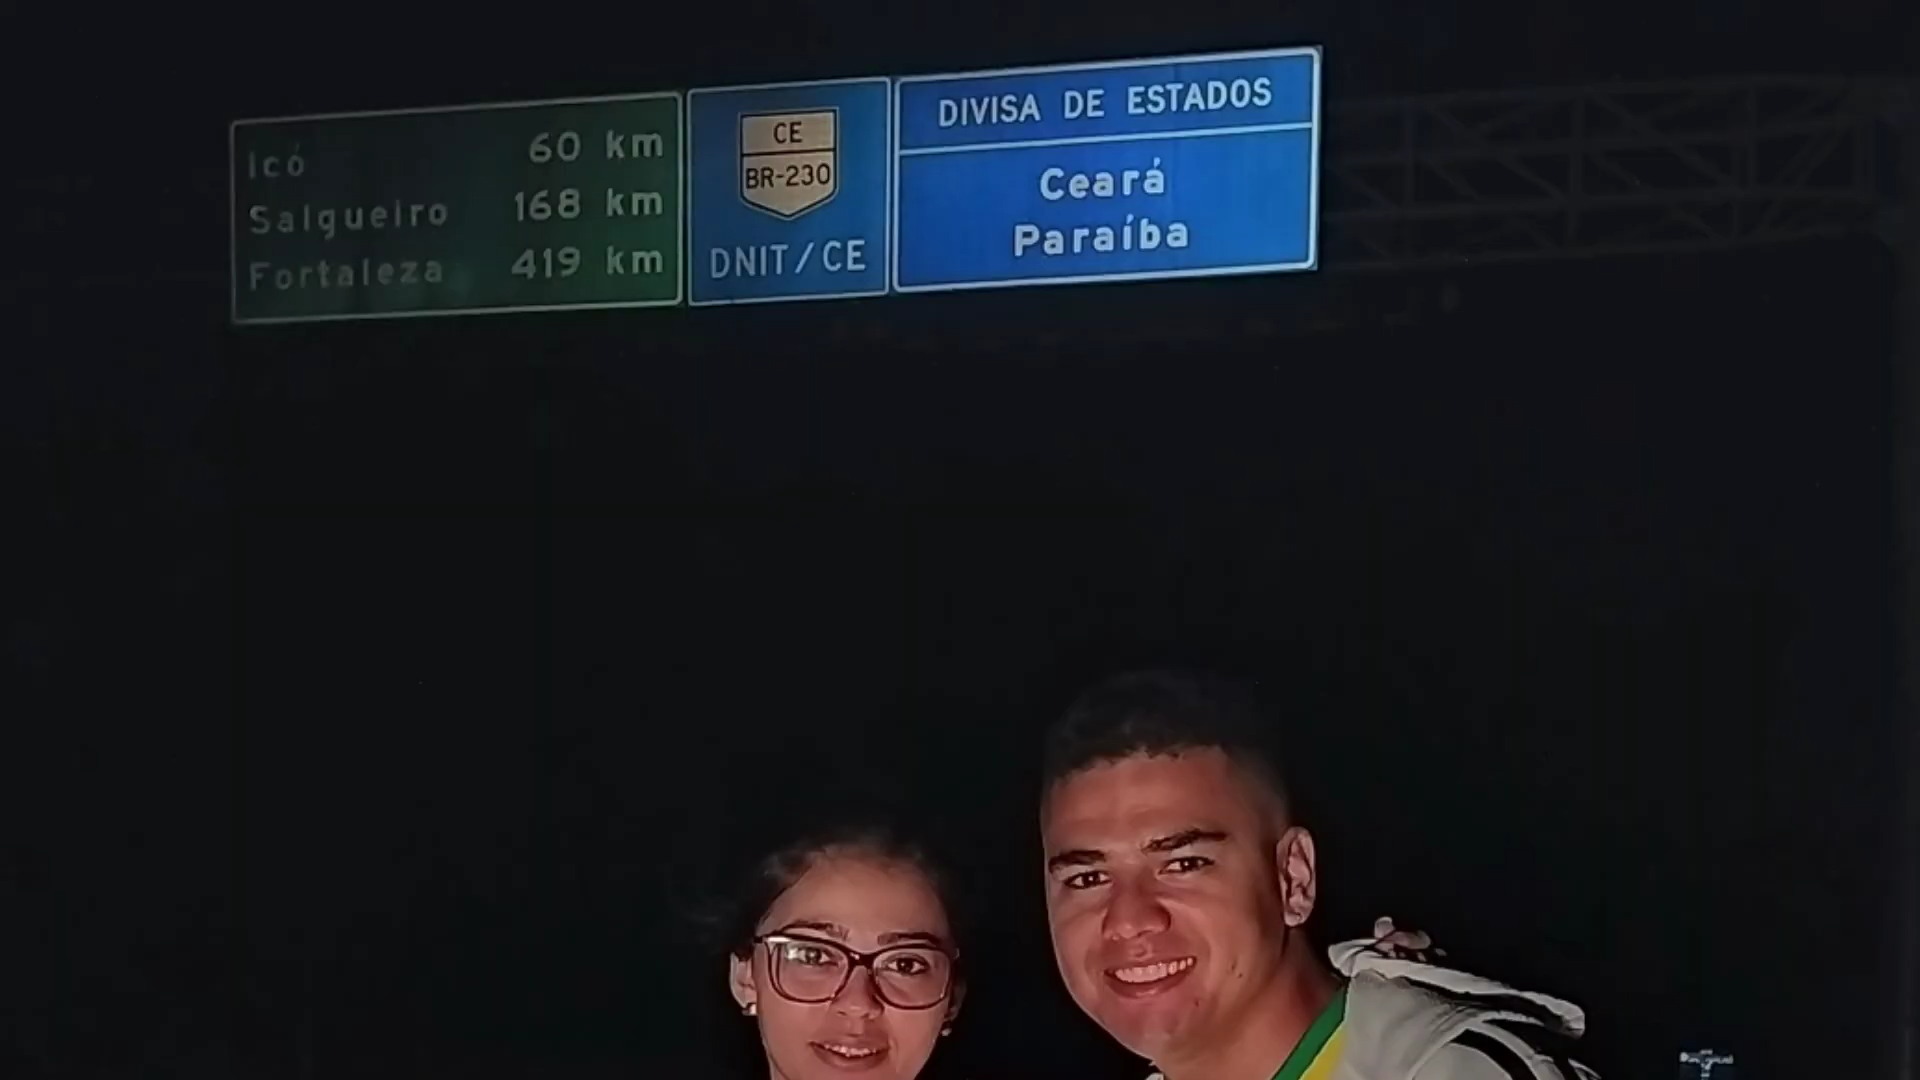 Icó 60 km
Salgueiro 168 km
Fortaleza 419 km
CE
BR-230
DNIT/CE
DIVISA DE ESTADOS
Ceará
Paraíba